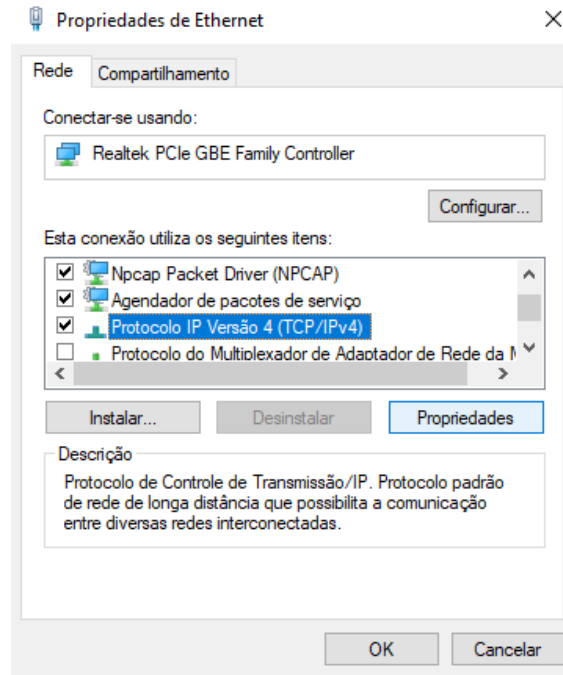 Propriedades de Ethernet
Rede
Compartilhamento
Conectar-se usando:
Realtek PCIe GBE Family Controller
Configurar...
Esta conexão utiliza os seguintes itens:
Npcap Packet Driver (NPCAP)
Agendador de pacotes de serviço
Protocolo IP Versão 4 (TCP/IPv4)
Protocolo do Multiplexador de Adaptador de Rede da
Instalar...
Desinstalar
Propriedades
Descrição
Protocolo de Controle de Transmissão/IP. Protocolo padrão
de rede de longa distância que possibilita a comunicação
entre diversas redes interconectadas.
OK
Cancelar